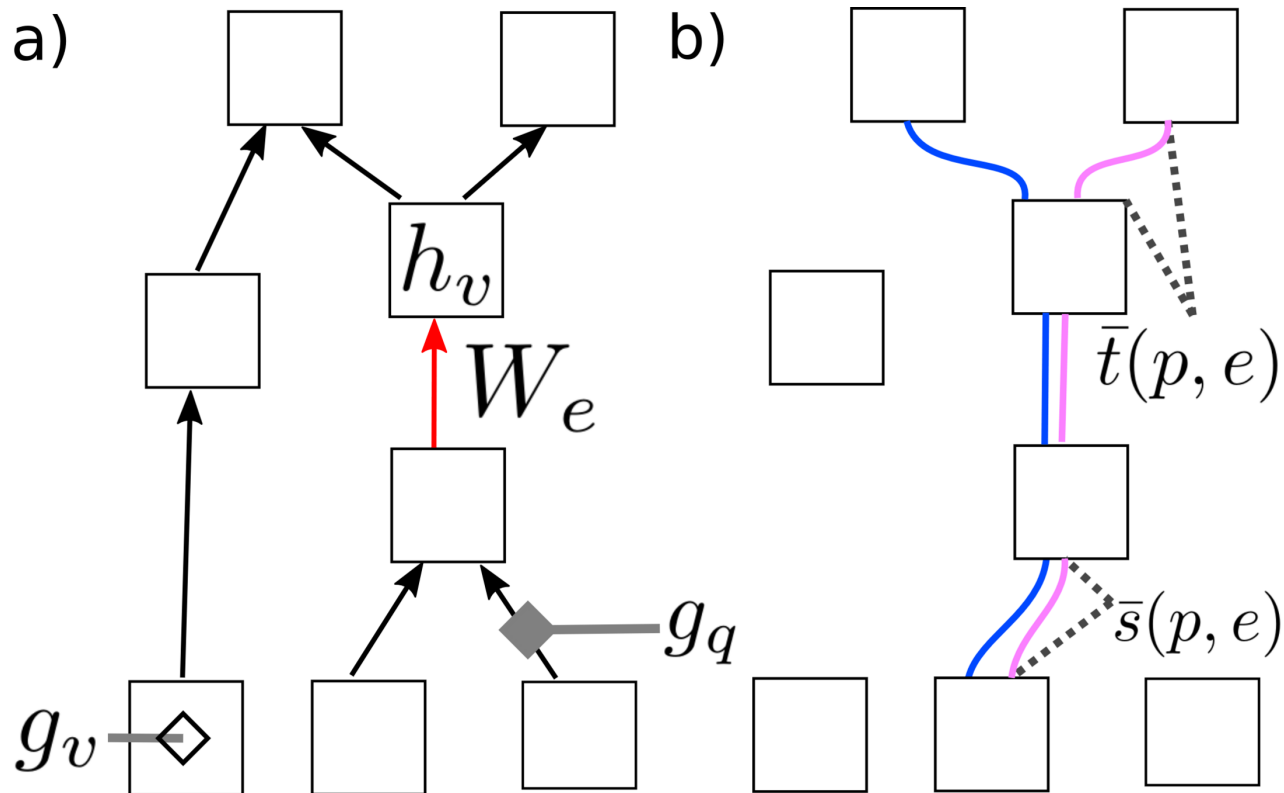 a)
b)
h_v
W_e
g_q
g_v
t̄(p, e)
s̄(p, e)